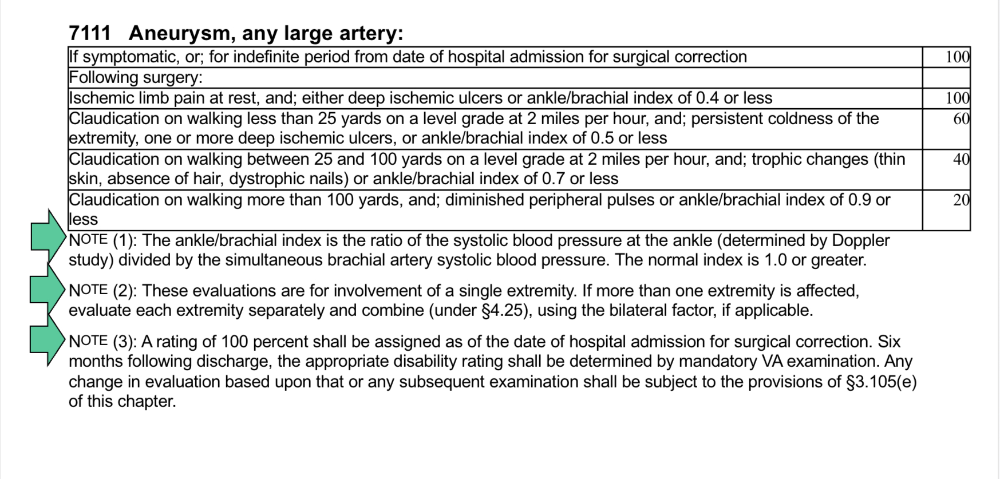 7111 Aneurysm, any large artery:
If symptomatic, or; for indefinite period from date of hospital admission for surgical correction 100
Following surgery:
Ischemic limb pain at rest, and; either deep ischemic ulcers or ankle/brachial index of 0.4 or less 100
Claudication on walking less than 25 yards on a level grade at 2 miles per hour, and; persistent coldness of the 60
extremity, one or more deep ischemic ulcers, or ankle/brachial index of 0.5 or less
Claudication on walking between 25 and 100 yards on a level grade at 2 miles per hour, and; trophic changes (thin 40
skin, absence of hair, dystrophic nails) or ankle/brachial index of 0.7 or less
Claudication on walking more than 100 yards, and; diminished peripheral pulses or ankle/brachial index of 0.9 or 20
less
NOTE (1): The ankle/brachial index is the ratio of the systolic blood pressure at the ankle (determined by Doppler
study) divided by the simultaneous brachial artery systolic blood pressure. The normal index is 1.0 or greater.
NOTE (2): These evaluations are for involvement of a single extremity. If more than one extremity is affected,
evaluate each extremity separately and combine (under §4.25), using the bilateral factor, if applicable.
NOTE (3): A rating of 100 percent shall be assigned as of the date of hospital admission for surgical correction. Six
months following discharge, the appropriate disability rating shall be determined by mandatory VA examination. Any
change in evaluation based upon that or any subsequent examination shall be subject to the provisions of §3.105(e)
of this chapter.